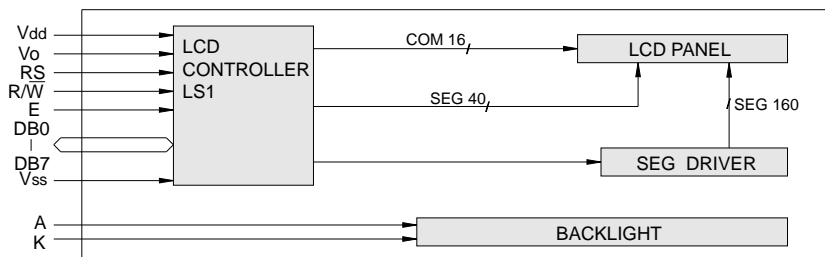 Vdd
Vo
RS
R/W̅
E
DB0
DB7
Vss
A
K
LCD
CONTROLLER
LS1
COM 16
SEG 40
LCD PANEL
SEG 160
SEG DRIVER
BACKLIGHT